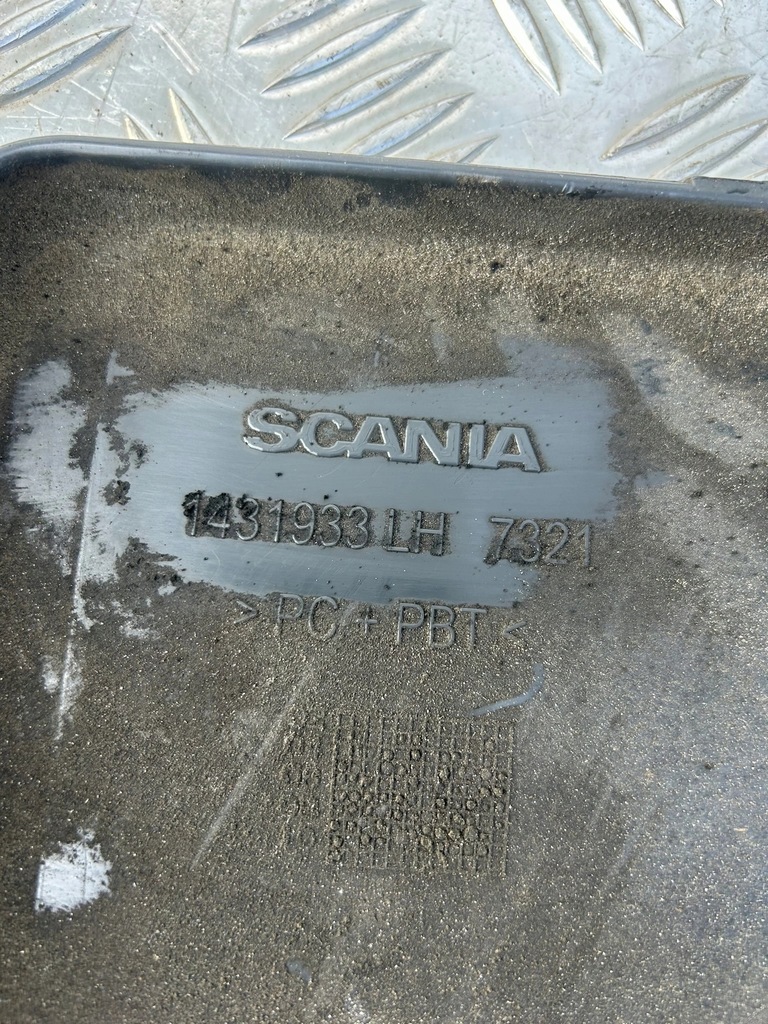 SCANIA
1431933 LH 7321
> PC + PBT <